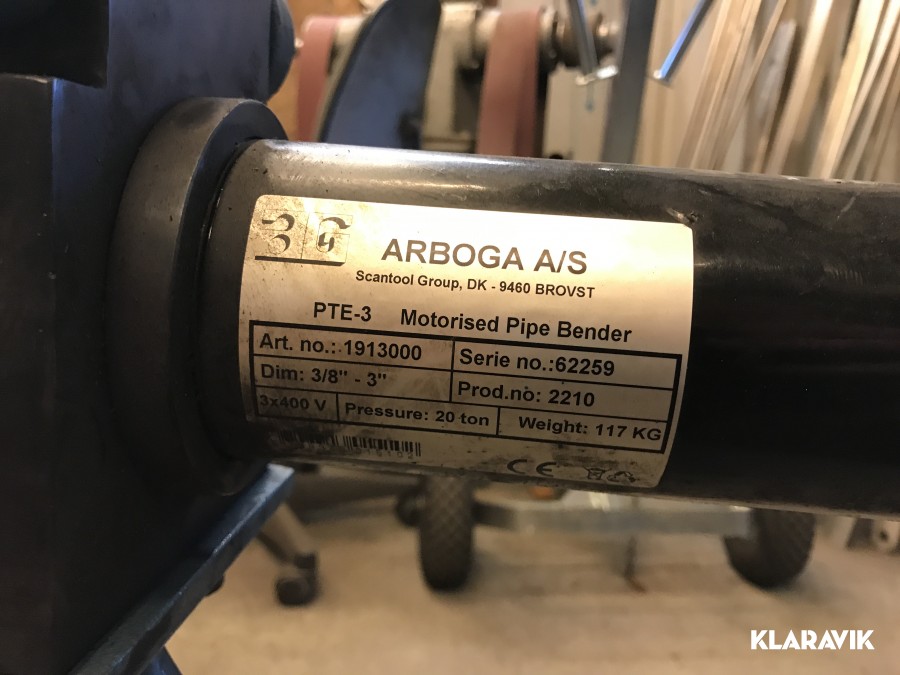 3G
ARBOGA A/S
Scantool Group, DK - 9460 BROVST
PTE-3 Motorised Pipe Bender
Art. no.: 1913000 Serie no.:62259
Dim: 3/8" - 3" Prod.no: 2210
3x400 V Pressure: 20 ton Weight: 117 KG
CE
KLARAVIK